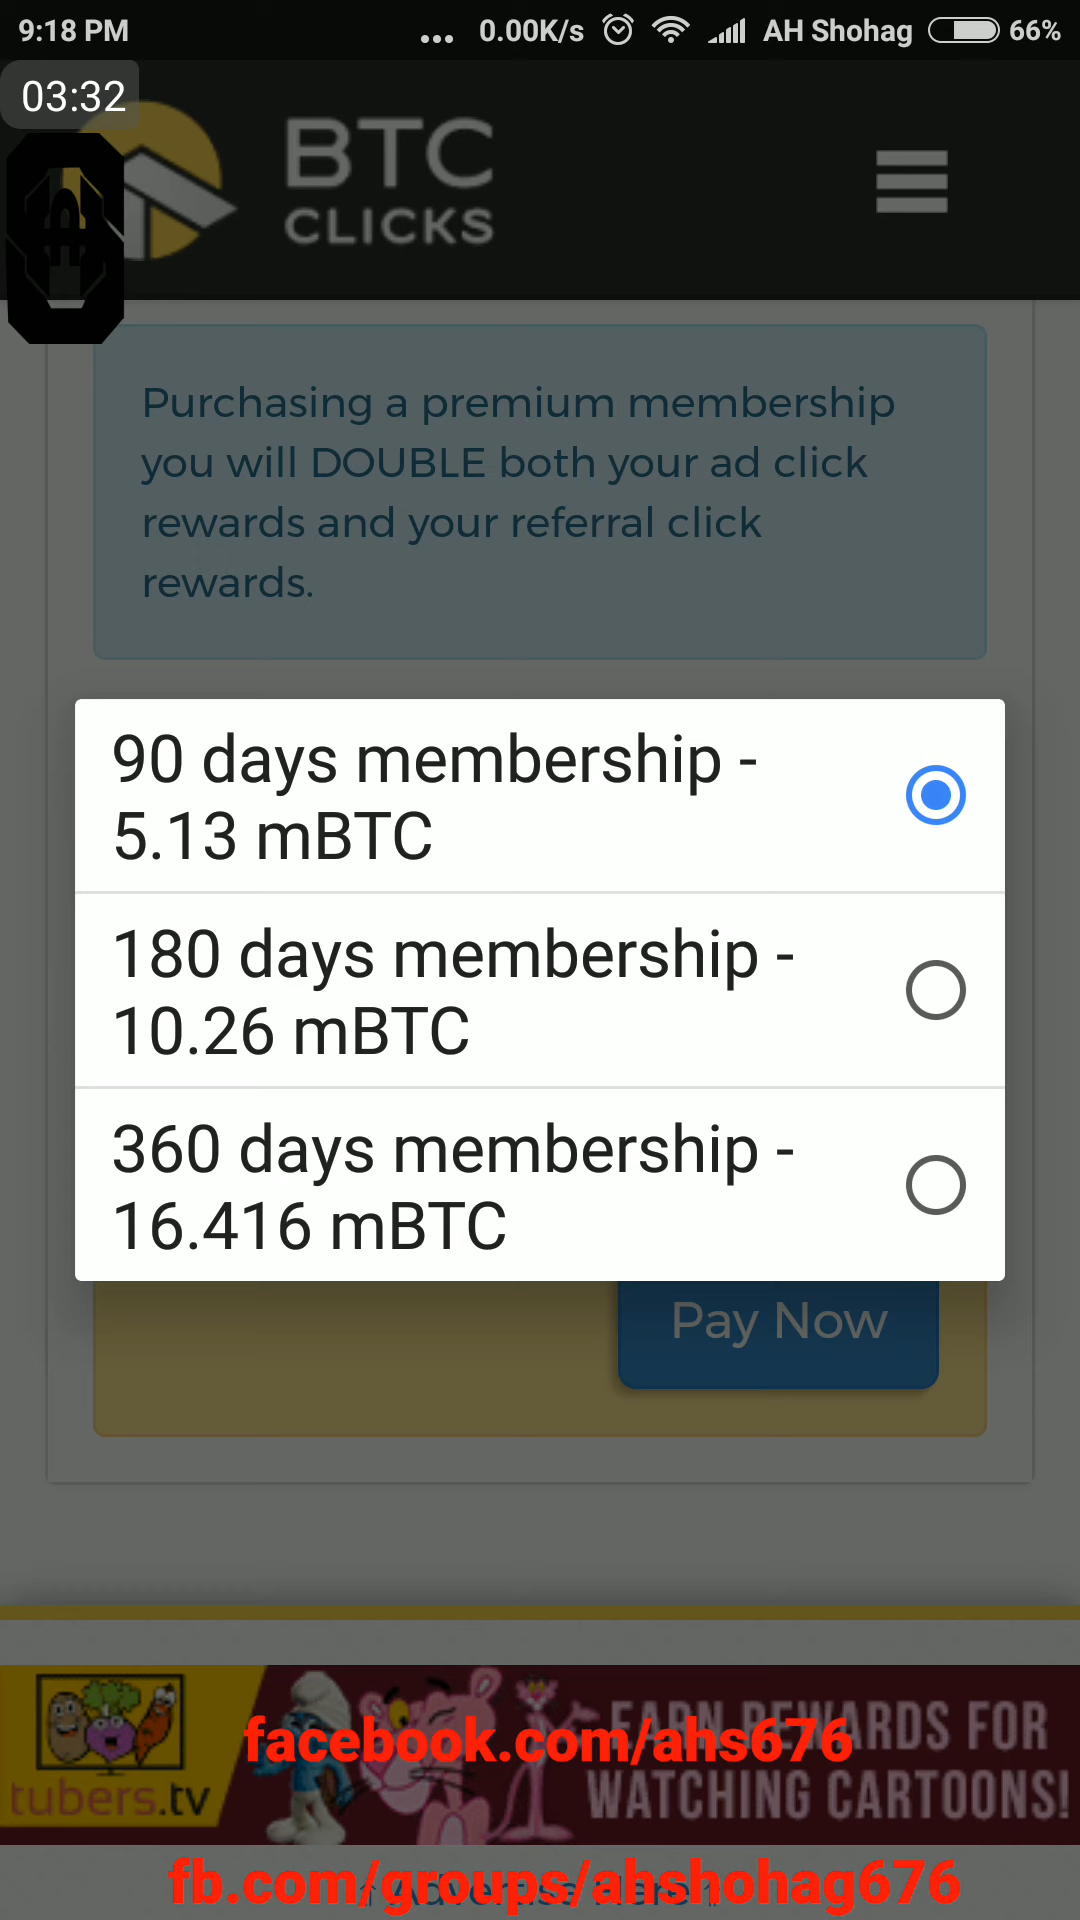 9:18 PM
... 0.00K/s AH Shohag 66%
03:32
BTC
CLICKS
Purchasing a premium membership
you will DOUBLE both your ad click
rewards and your referral click
rewards.
90 days membership -
5.13 mBTC
180 days membership -
10.26 mBTC
360 days membership -
16.416 mBTC
Pay Now
tubers.tv
EARN REWARDS FOR
WATCHING CARTOONS!
facebook.com/ahs676
fb.com/groups/ahshohag676
↑ Advertise Here ↑